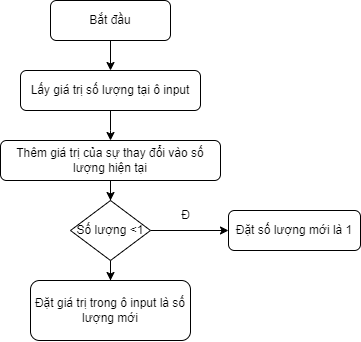 Bắt đầu
Lấy giá trị số lượng tại ô input
Thêm giá trị của sự thay đổi vào số
lượng hiện tại
Số lượng <1
Đ
Đặt số lượng mới là 1
Đặt giá trị trong ô input là số
lượng mới